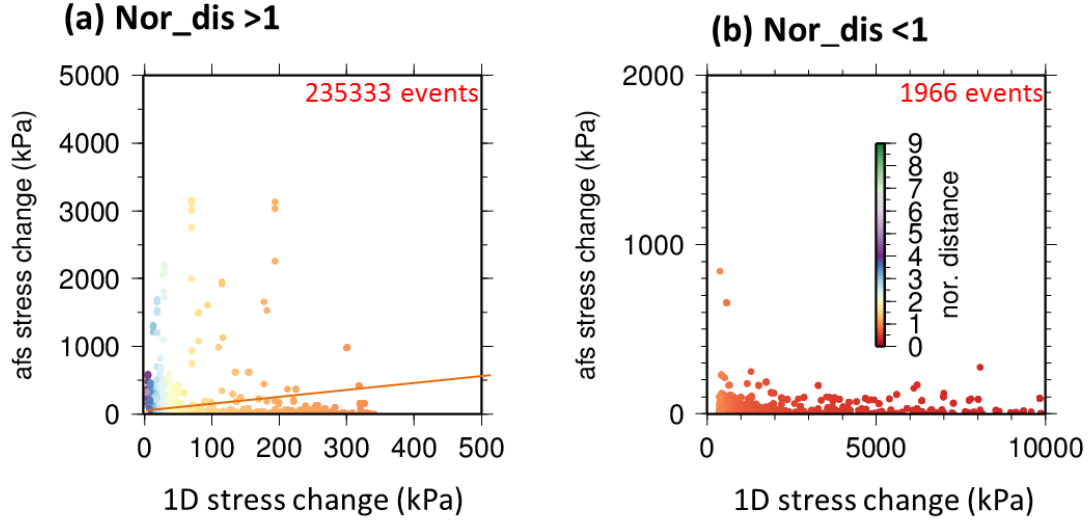 (a) Nor_dis >1
235333 events
5000
4000
3000
2000
1000
0
afs stress change (kPa)
0 100 200 300 400 500
1D stress change (kPa)
(b) Nor_dis <1
1966 events
2000
1000
0
afs stress change (kPa)
9
8
7
6
5
4
3
2
1
0
nor. distance
0 5000 10000
1D stress change (kPa)